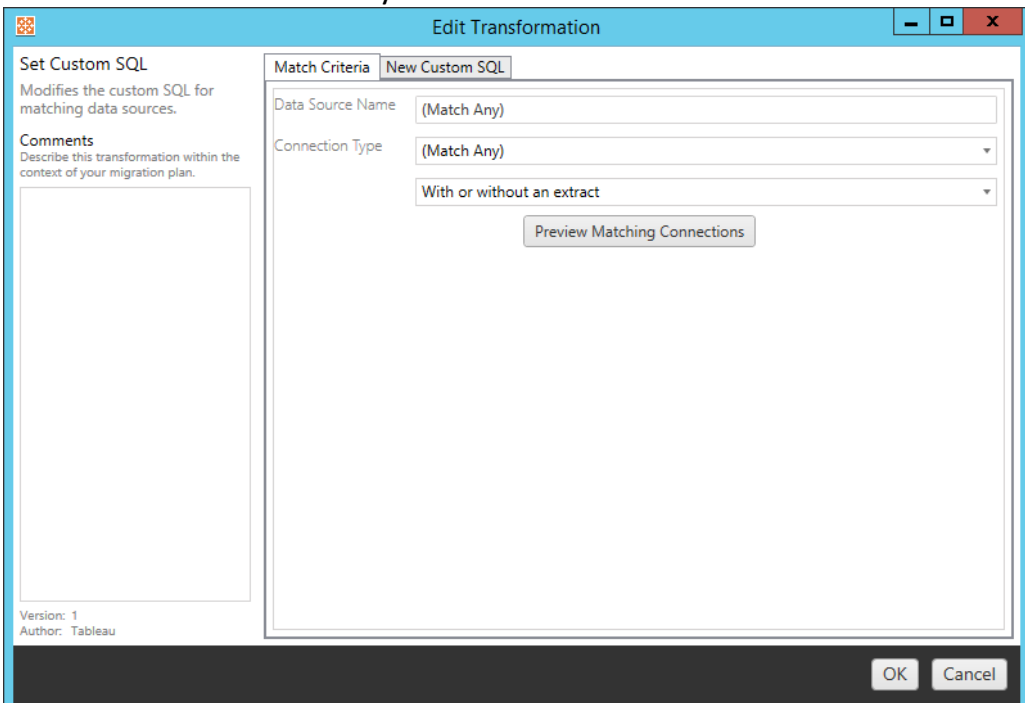 Edit Transformation
Set Custom SQL
Modifies the custom SQL for
matching data sources.
Comments
Describe this transformation within the
context of your migration plan.
Version: 1
Author: Tableau
Match Criteria
New Custom SQL
Data Source Name
(Match Any)
Connection Type
(Match Any)
With or without an extract
Preview Matching Connections
OK
Cancel